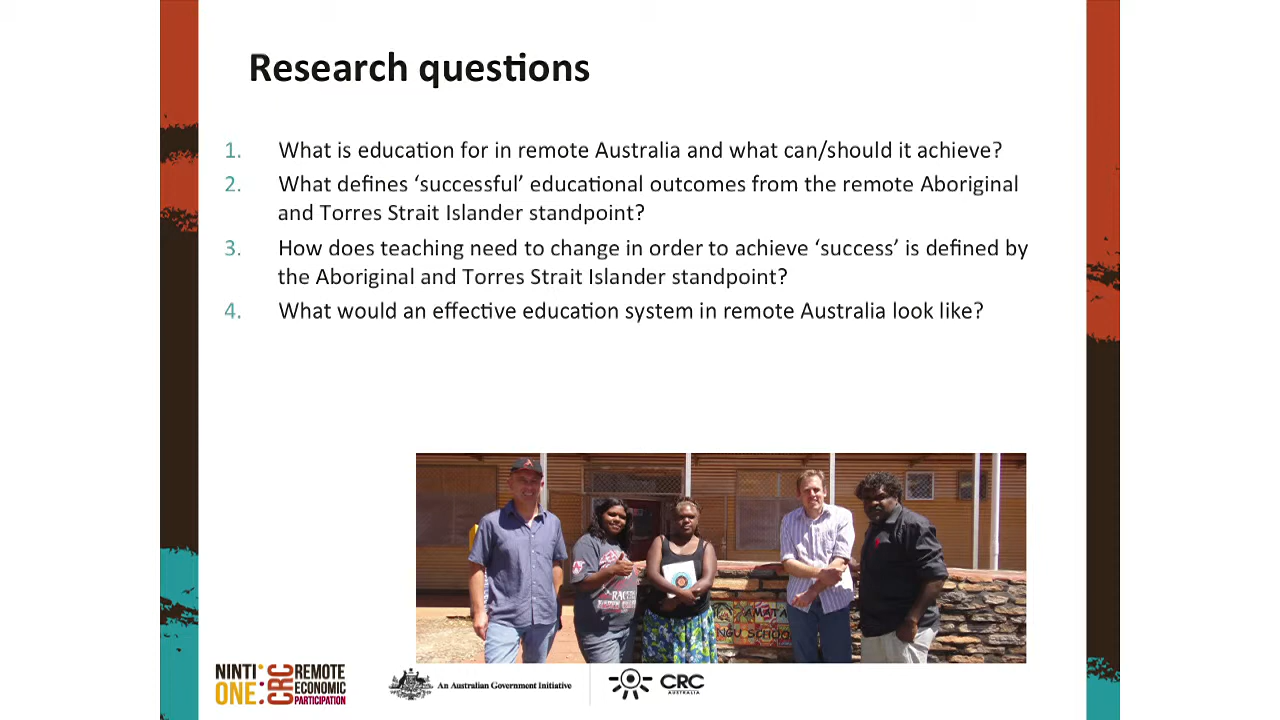 Research questions
1. What is education for in remote Australia and what can/should it achieve?
2. What defines ‘successful’ educational outcomes from the remote Aboriginal
and Torres Strait Islander standpoint?
3. How does teaching need to change in order to achieve ‘success’ is defined by
the Aboriginal and Torres Strait Islander standpoint?
4. What would an effective education system in remote Australia look like?
AMATA
NGU SCHOO
NINTI
ONE
CRC
REMOTE
ECONOMIC
PARTICIPATION
An Australian Government Initiative
CRC
AUSTRALIA